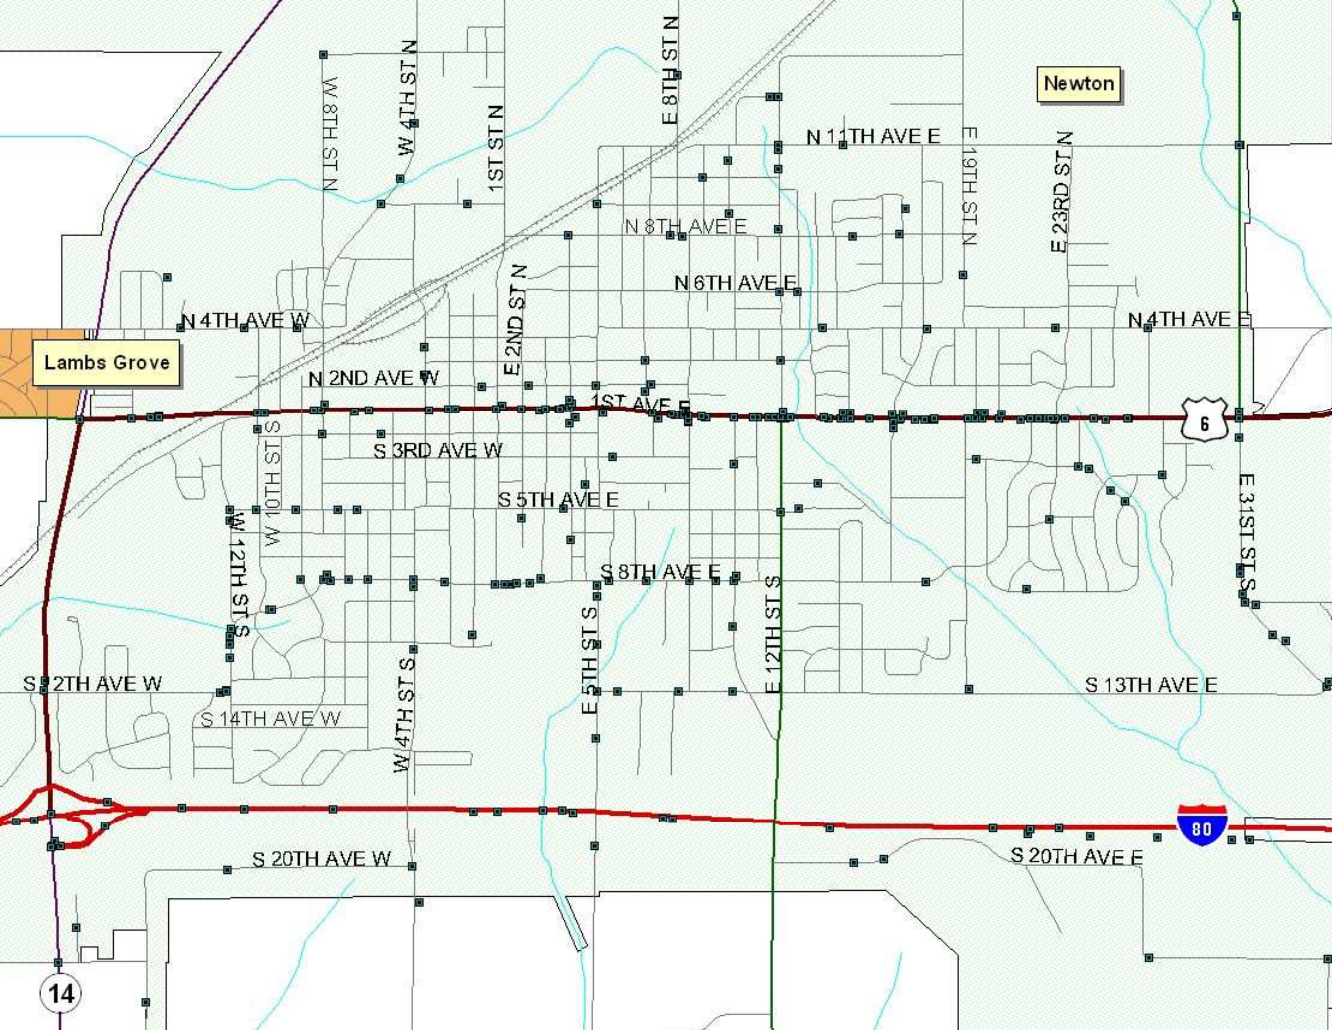 W 8TH ST N
W 4TH ST N
1ST ST N
E 8TH ST N
Newton
N 11TH AVE E
E 19TH ST N
E 23RD ST N
N 8TH AVE E
N 6TH AVE E
E 2ND ST N
N 4TH AVE W
N 4TH AVE E
Lambs Grove
N 2ND AVE W
1ST AVE E
6
S 3RD AVE W
W 10TH ST S
S 5TH AVE E
W 12TH ST S
E 31ST ST S
S 8TH AVE E
E 5TH ST S
E 12TH ST S
W 4TH ST S
S 12TH AVE W
S 13TH AVE E
S 14TH AVE W
80
S 20TH AVE W
S 20TH AVE E
14